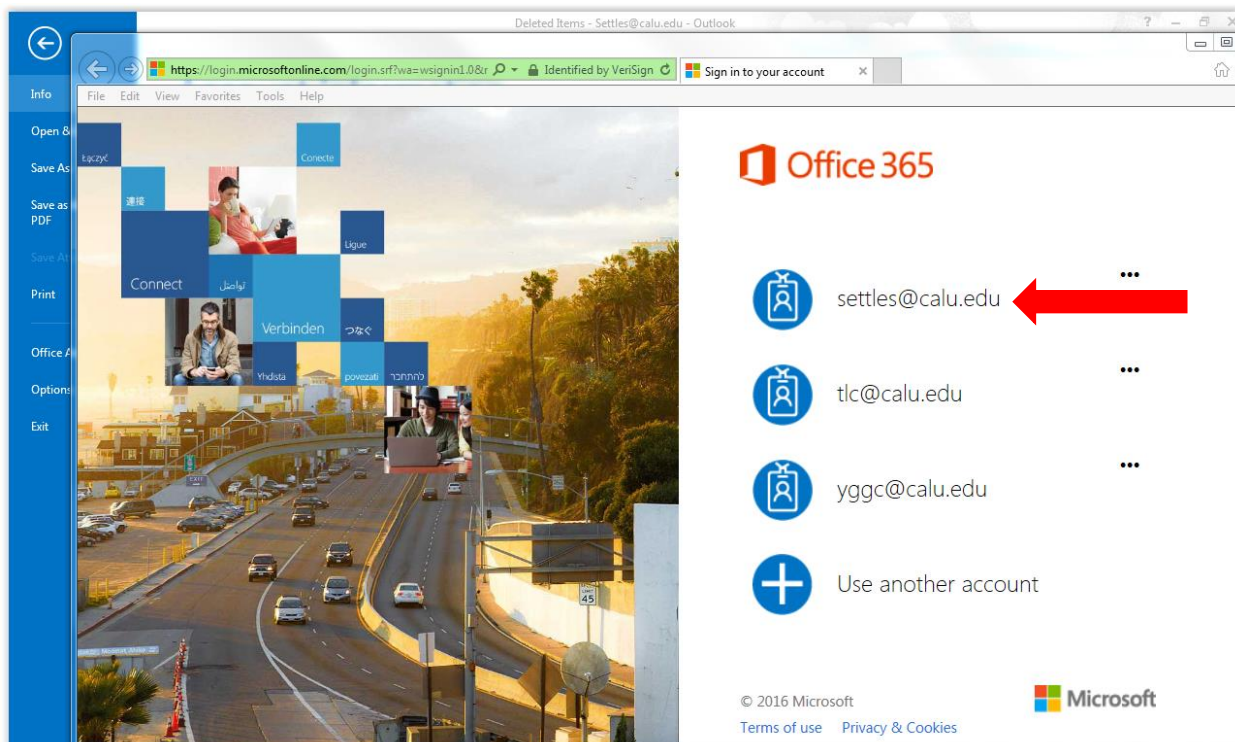 Deleted Items - Settles@calu.edu - Outlook
https://login.microsoftonline.com/login.srf?wa=wsignin1.0&r
Identified by VeriSign
Sign in to your account
File Edit View Favorites Tools Help
Info
Open &
Save As
Save as
PDF
Save At
Print
Office A
Options
Exit
Łączyć
Conecte
連接
Ligue
Connect
تواصل
Verbinden
つなぐ
Yhdistä
povezati
להתחבר
EXIT
LIMIT
45
Office 365
settles@calu.edu
tlc@calu.edu
yggc@calu.edu
Use another account
© 2016 Microsoft
Microsoft
Terms of use Privacy & Cookies